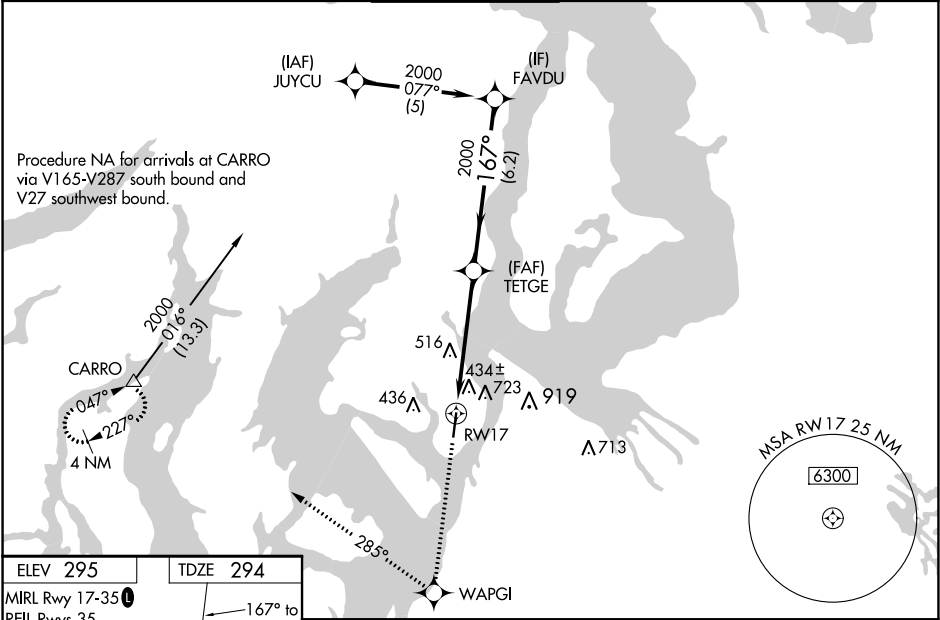 (IAF)
JUYCU
2000
077°
(5)
(IF)
FAVDU
2000
167°
(6.2)
Procedure NA for arrivals at CARRO
via V165-V287 south bound and
V27 southwest bound.
(FAF)
TETGE
2000
016°
(13.3)
CARRO
047°
227°
4 NM
516
434±
723
436
919
RW17
713
MSA RW17 25 NM
6300
285°
WAPGI
ELEV 295
TDZE 294
MIRL Rwy 17-35 L
REIL Rwys 35
167° to